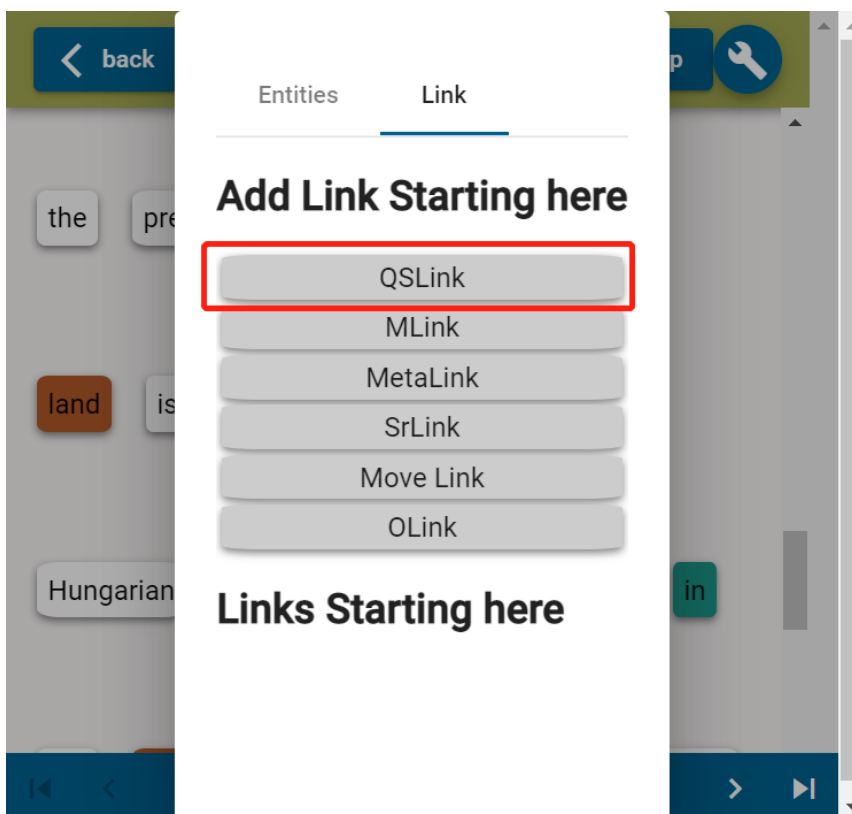 back
p
Entities Link
Add Link Starting here
the
QSLink
MLink
MetaLink
land is
SrLink
Move Link
OLink
Hungarian in
Links Starting here